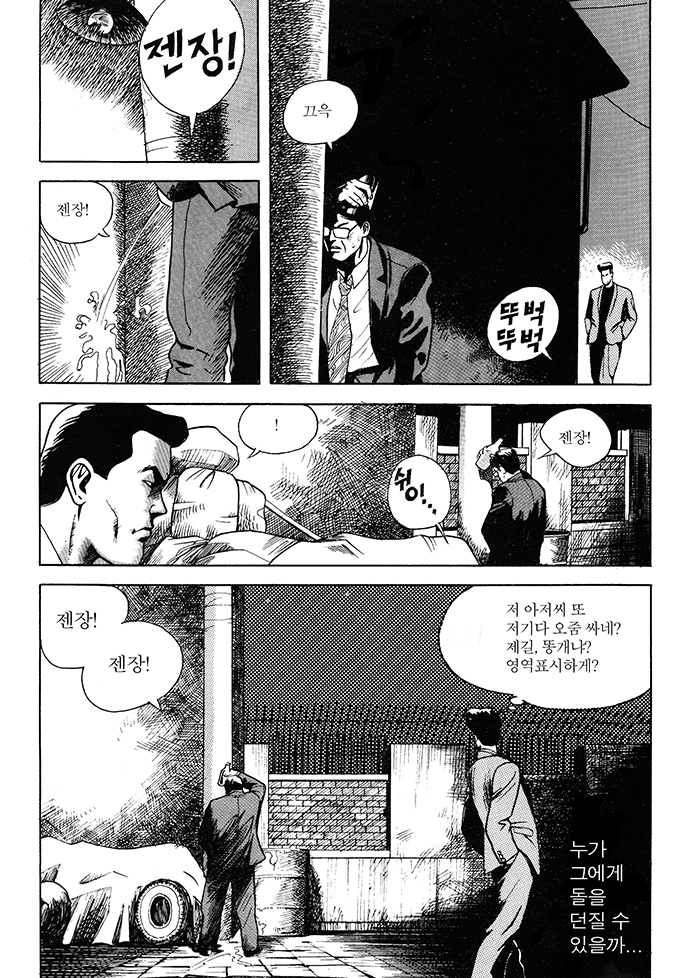 젠장!
끄윽
젠장!
뚜벅
뚜벅
!
젠장!
쉬이..
젠장!
젠장!
저 아저씨 또
저기다 오줌 싸네?
제길, 똥개냐?
영역표시하게?
누가
그에게
돌을
던질 수
있을까...